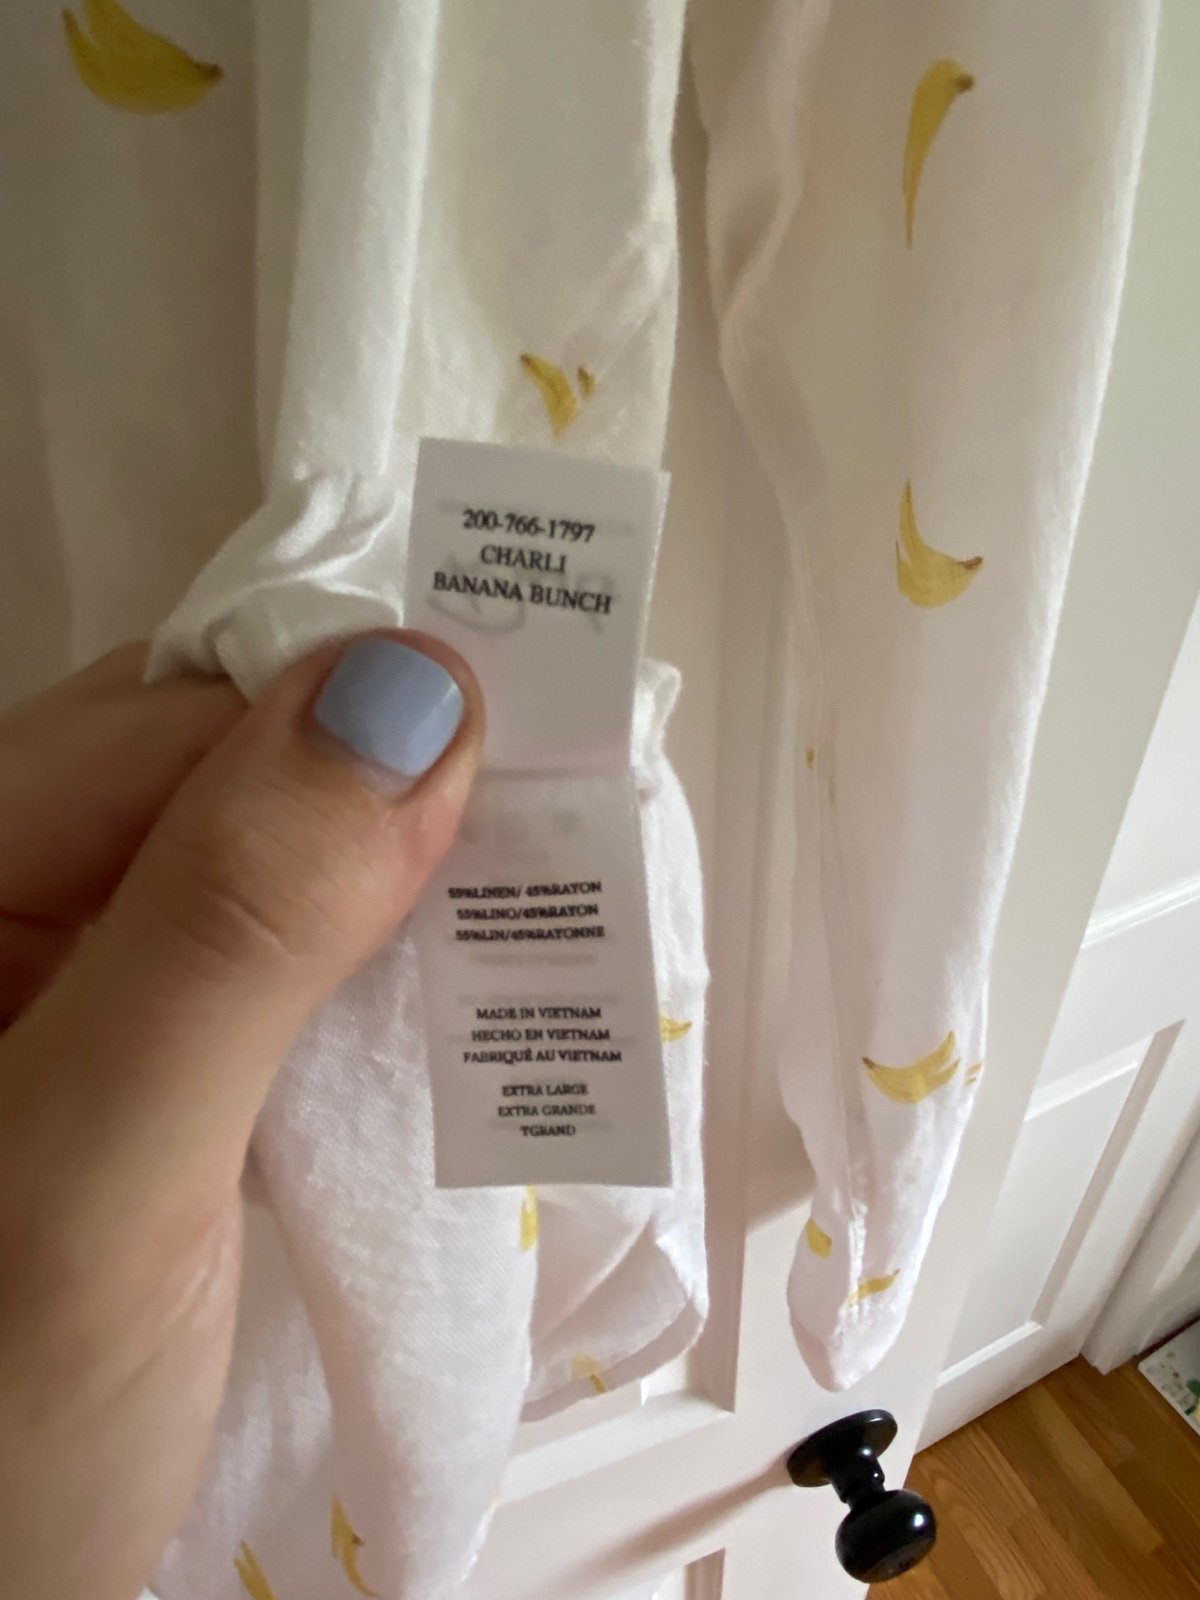 200-766-1797
CHARLI
BANANA BUNCH
55%LINEN/ 45%RAYON
55%LINO/45%RAYON
55%LIN/45%RAYONNE
MADE IN VIETNAM
HECHO EN VIETNAM
FABRIQUÉ AU VIETNAM
EXTRA LARGE
EXTRA GRANDE
TGRAND